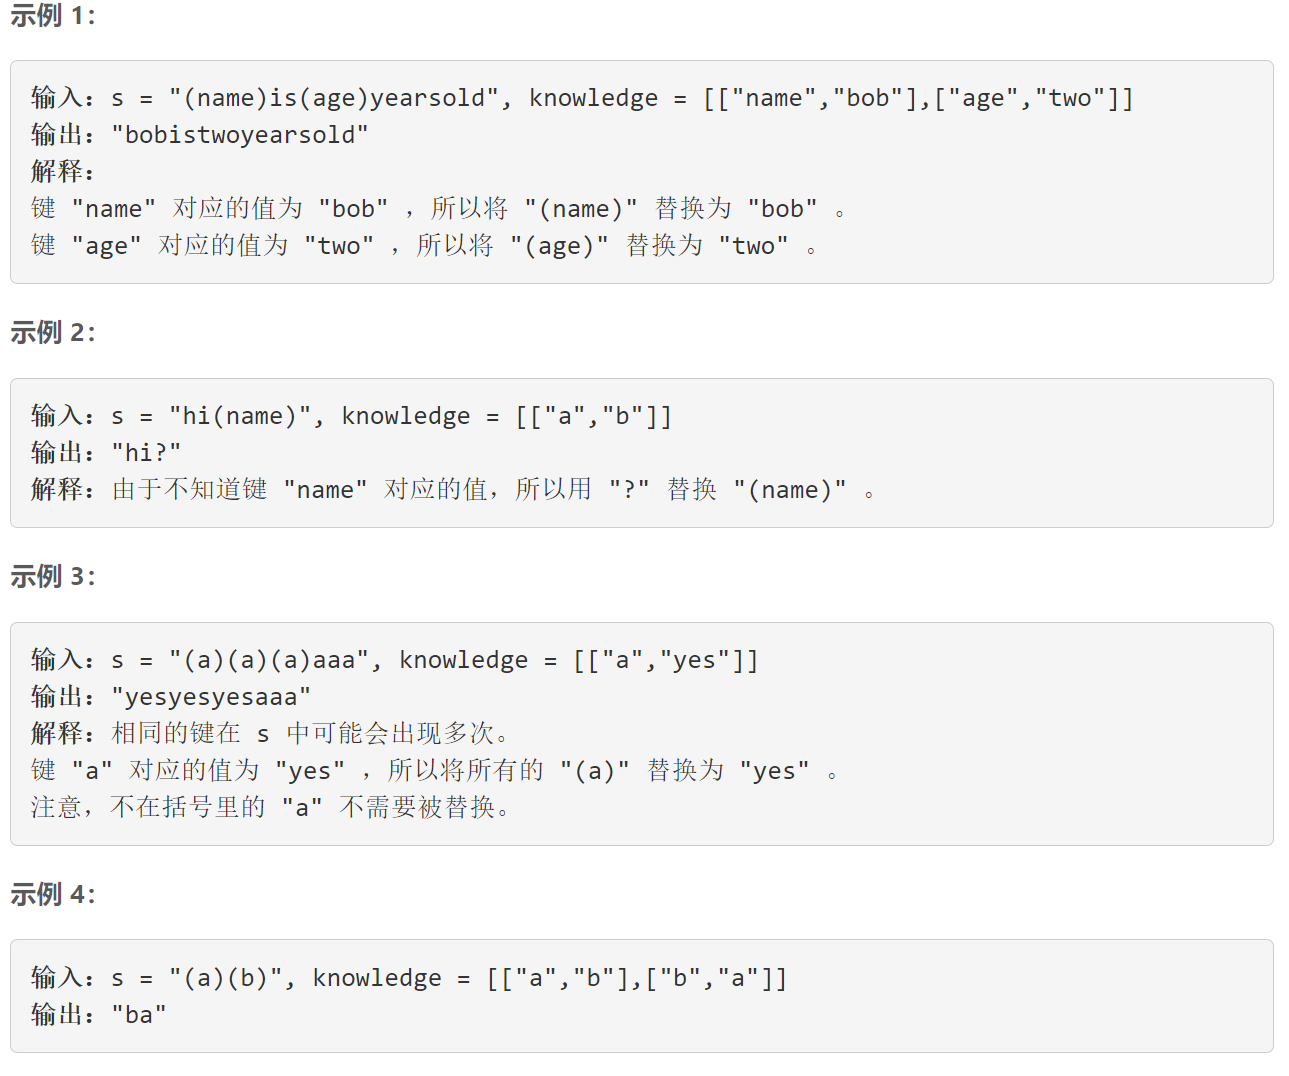 示例 1：
输入：s = "(name)is(age)yearsold", knowledge = [["name","bob"],["age","two"]]
输出："bobistwoyearsold"
解释：
键 "name" 对应的值为 "bob" ，所以将 "(name)" 替换为 "bob" 。
键 "age" 对应的值为 "two" ，所以将 "(age)" 替换为 "two" 。
示例 2：
输入：s = "hi(name)", knowledge = [["a","b"]]
输出："hi?"
解释：由于不知道键 "name" 对应的值，所以用 "?" 替换 "(name)" 。
示例 3：
输入：s = "(a)(a)(a)aaa", knowledge = [["a","yes"]]
输出："yesyesyesaaa"
解释：相同的键在 s 中可能会出现多次。
键 "a" 对应的值为 "yes" ，所以将所有的 "(a)" 替换为 "yes" 。
注意，不在括号里的 "a" 不需要被替换。
示例 4：
输入：s = "(a)(b)", knowledge = [["a","b"],["b","a"]]
输出："ba"